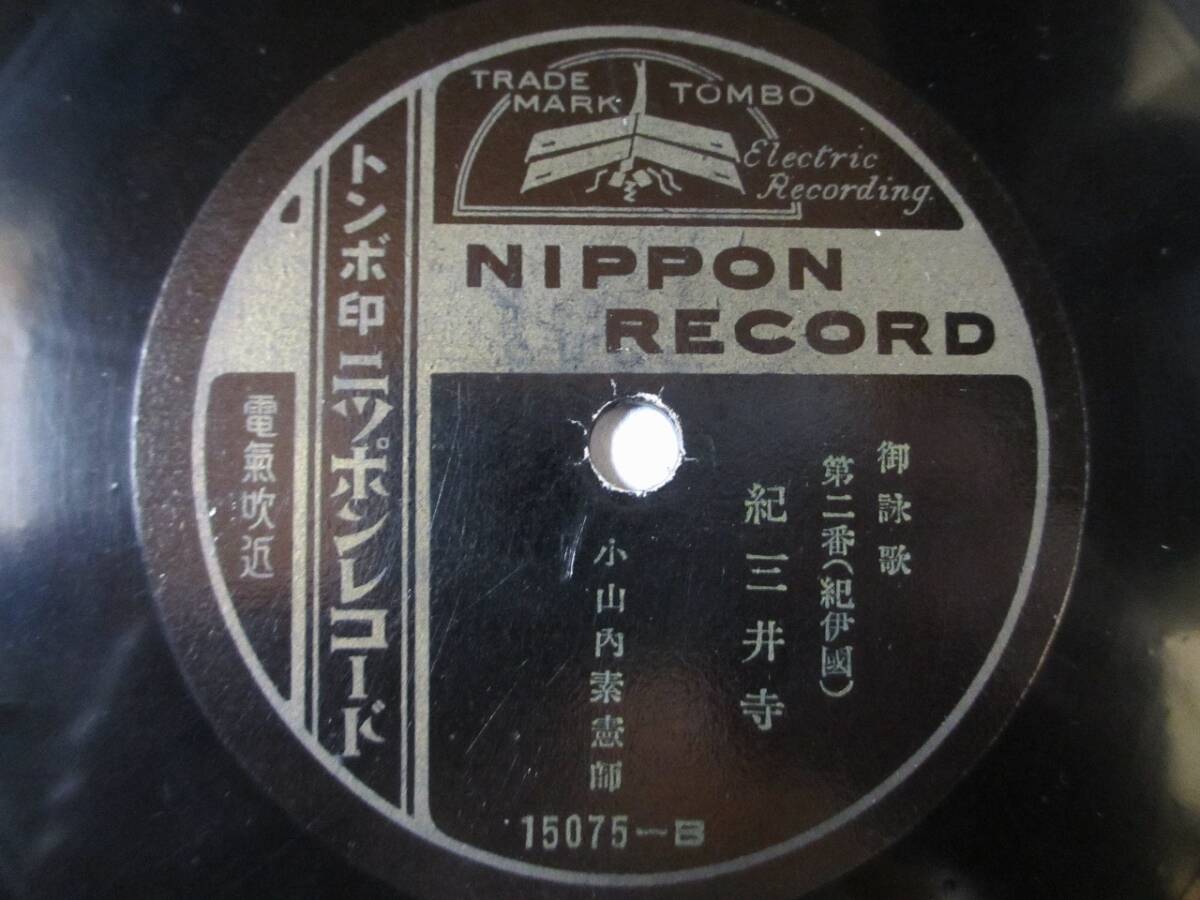 TRADE MARK TOMBO
Electric
Recording.
NIPPON
RECORD
トンボ印 ニッポンレコード
電氣吹込
御詠歌
第二番(紀伊國)
紀三井寺
小山內素憲師
15075-B